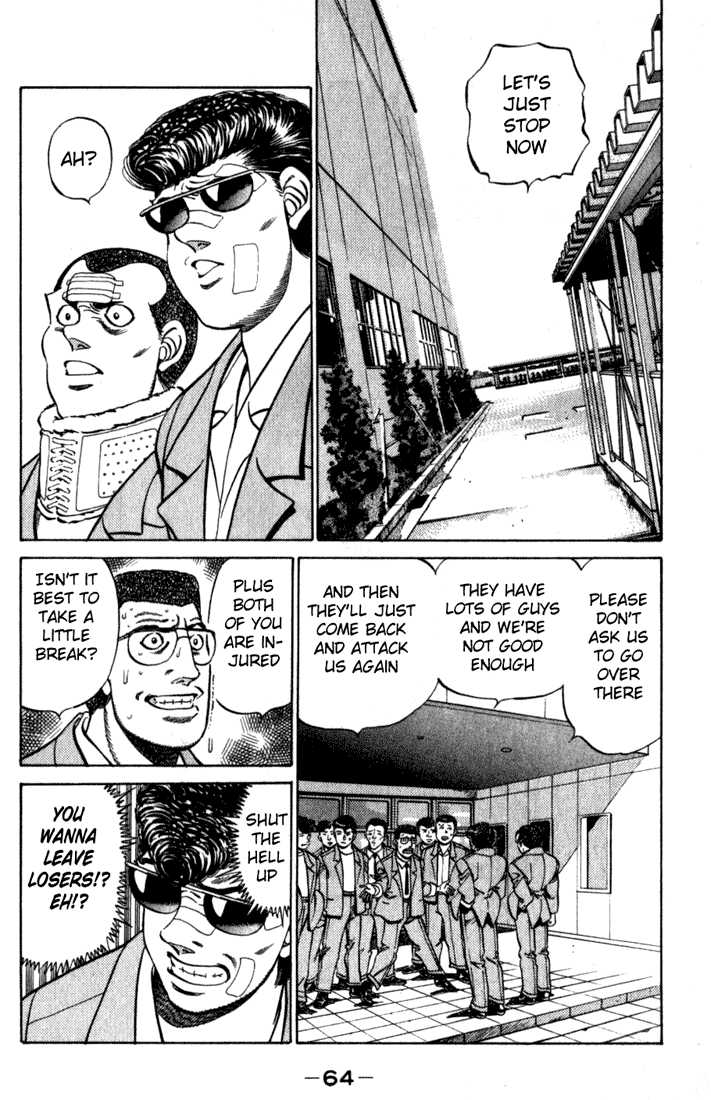 LET'S
JUST
STOP
NOW
AH?
PLEASE
DON'T
ASK US
TO GO
OVER
THERE
THEY HAVE
LOTS OF GUYS
AND WE'RE
NOT GOOD
ENOUGH
AND THEN
THEY'LL JUST
COME BACK
AND ATTACK
US AGAIN
PLUS
BOTH
OF YOU
ARE IN-
JURED
ISN'T IT
BEST TO
TAKE A
LITTLE
BREAK?
SHUT
THE
HELL
UP
YOU
WANNA
LEAVE
LOSERS!?
EH!?
—64—